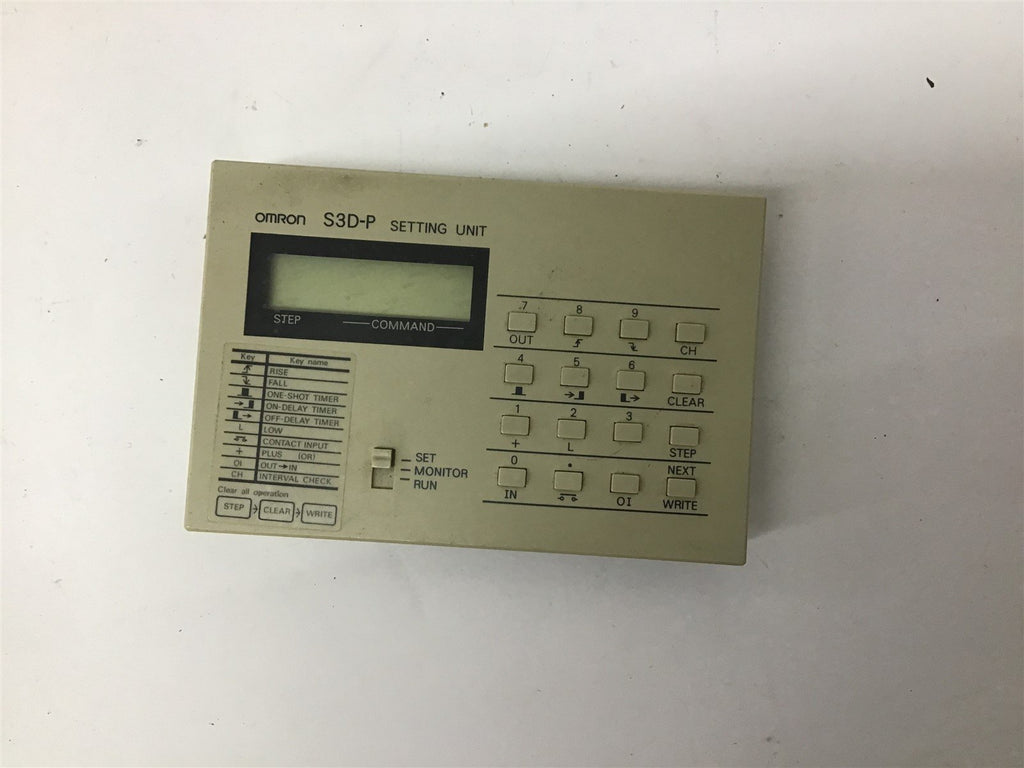 OMRON S3D-P SETTING UNIT
STEP COMMAND
Key Key name
RISE
FALL
ONE-SHOT TIMER
ON-DELAY TIMER
OFF-DELAY TIMER
L LOW
CONTACT INPUT
+ PLUS (OR)
OI OUT→IN
CH INTERVAL CHECK
Clear all operation
STEP → CLEAR → WRITE
SET
MONITOR
RUN
7 8 9
OUT CH
4 5 6
CLEAR
1 2 3
+ L STEP
0 • NEXT
IN OI WRITE